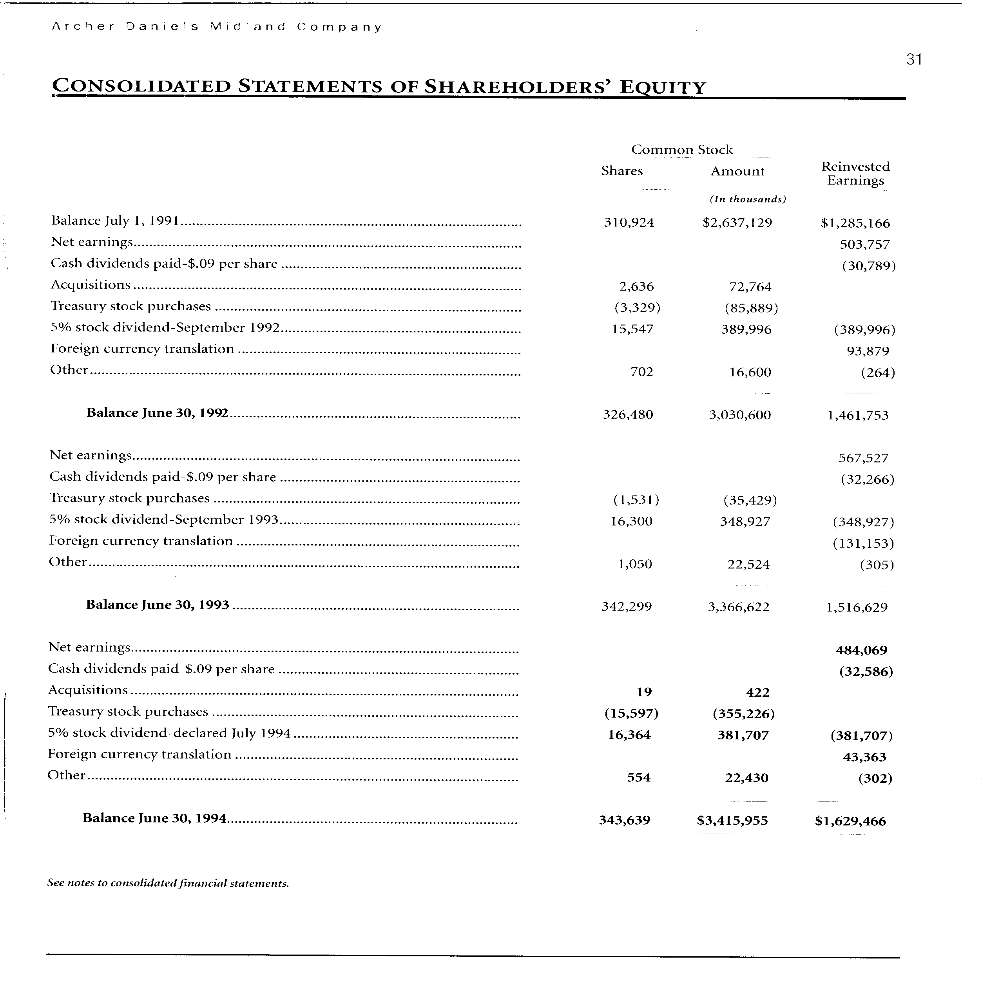 Archer Daniels Midland Company
31
CONSOLIDATED STATEMENTS OF SHAREHOLDERS' EQUITY
Common Stock
Shares Amount Reinvested Earnings
(In thousands)
Balance July 1, 1991 310,924 $2,637,129 $1,285,166
Net earnings 503,757
Cash dividends paid-$.09 per share (30,789)
Acquisitions 2,636 72,764
Treasury stock purchases (3,329) (85,889)
5% stock dividend-September 1992 15,547 389,996 (389,996)
Foreign currency translation 93,879
Other 702 16,600 (264)
Balance June 30, 1992 326,480 3,030,600 1,461,753
Net earnings 567,527
Cash dividends paid-$.09 per share (32,266)
Treasury stock purchases (1,531) (35,429)
5% stock dividend-September 1993 16,300 348,927 (348,927)
Foreign currency translation (131,153)
Other 1,050 22,524 (305)
Balance June 30, 1993 342,299 3,366,622 1,516,629
Net earnings 484,069
Cash dividends paid-$.09 per share (32,586)
Acquisitions 19 422
Treasury stock purchases (15,597) (355,226)
5% stock dividend-declared July 1994 16,364 381,707 (381,707)
Foreign currency translation 43,363
Other 554 22,430 (302)
Balance June 30, 1994 343,639 $3,415,955 $1,629,466
See notes to consolidated financial statements.